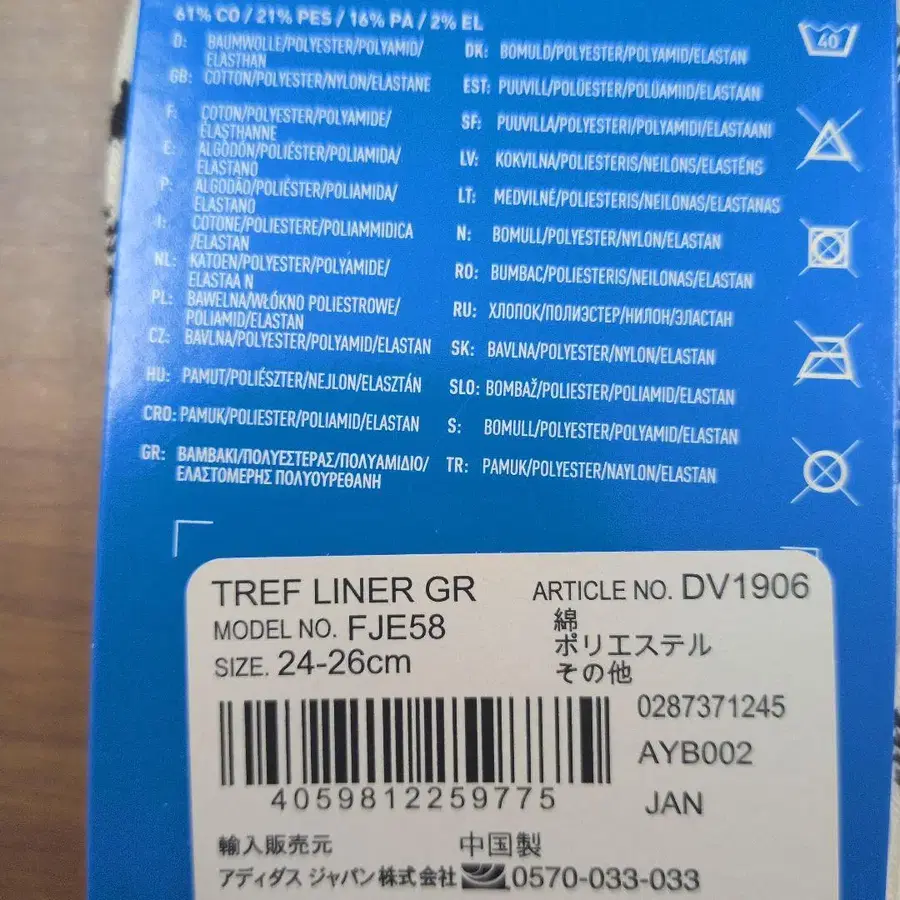 61% CO / 21% PES / 16% PA / 2% EL
D: BAUMWOLLE/POLYESTER/POLYAMID/
ELASTHAN
GB: COTTON/POLYESTER/NYLON/ELASTANE
F: COTON/POLYESTER/POLYAMIDE/
ÉLASTHANNE
E: ALGODÓN/POLIÉSTER/POLIAMIDA/
ELASTANO
P: ALGODÃO/POLIÉSTER/POLIAMIDA/
ELASTANO
I: COTONE/POLIESTERE/POLIAMMIDICA
/ELASTAN
NL: KATOEN/POLYESTER/POLYAMIDE/
ELASTAA N
PL: BAWEŁNA/WŁÓKNO POLIESTROWE/
POLIAMID/ELASTAN
CZ: BAVLNA/POLYESTER/POLYAMID/ELASTAN
HU: PAMUT/POLIÉSZTER/NEJLON/ELASZTÁN
CRO: PAMUK/POLIESTER/POLIAMID/ELASTAN
GR: ΒΑΜΒΑΚΙ/ΠΟΛΥΕΣΤΕΡΑΣ/ΠΟΛΥΑΜΙΔΙΟ/
ΕΛΑΣΤΟΜΕΡΗΣ ΠΟΛΥΟΥΡΕΘΑΝΗ
DK: BOMULD/POLYESTER/POLYAMID/ELASTAN
EST: PUUVILL/POLÜESTER/POLÜAMIID/ELASTAAN
SF: PUUVILLA/POLYESTERI/POLYAMIDI/ELASTAANI
LV: KOKVILNA/POLIESTERIS/NEILONS/ELASTĒNS
LT: MEDVILNĖ/POLIESTERIS/NEILONAS/ELASTANAS
N: BOMULL/POLYESTER/NYLON/ELASTAN
RO: BUMBAC/POLIESTERIS/NEILONAS/ELASTAN
RU: ХЛОПОК/ПОЛИЭСТЕР/НИЛОН/ЭЛАСТАН
SK: BAVLNA/POLYESTER/NYLON/ELASTAN
SLO: BOMBAŽ/POLIESTER/POLIAMID/ELASTAN
S: BOMULL/POLYESTER/POLYAMID/ELASTAN
TR: PAMUK/POLYESTER/NAYLON/ELASTAN
40
TREF LINER GR
ARTICLE NO. DV1906
MODEL NO. FJE58
SIZE. 24-26cm
綿
ポリエステル
その他
4059812259775
0287371245
AYB002
JAN
輸入販売元
中国製
アディダス ジャパン株式会社
0570-033-033